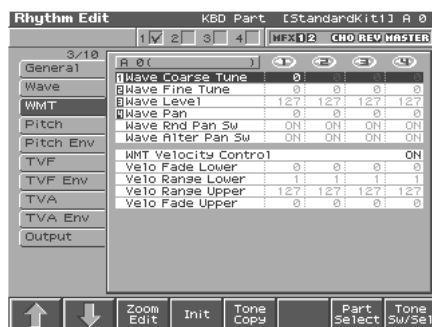 Rhythm Edit KBD Part [StandardKit1] A 0
1 2 3 4 MFX 1 2 CHO REV MASTER
3/10
General
Wave
WMT
Pitch
Pitch Env
TVF
TVF Env
TVA
TVA Env
Output
A 0( ) 1 2 3 4
1 Wave Coarse Tune 0 0 0 0
2 Wave Fine Tune 0 0 0 0
3 Wave Level 127 127 127 127
4 Wave Pan 0 0 0 0
Wave Rnd Pan Sw ON ON ON ON
Wave Alter Pan Sw ON ON ON ON
WMT Velocity Control ON
Velo Fade Lower 0 0 0 0
Velo Range Lower 1 1 1 1
Velo Range Upper 127 127 127 127
Velo Fade Upper 0 0 0 0
Zoom Edit Init Tone Copy Part Select Tone Sw/Sel